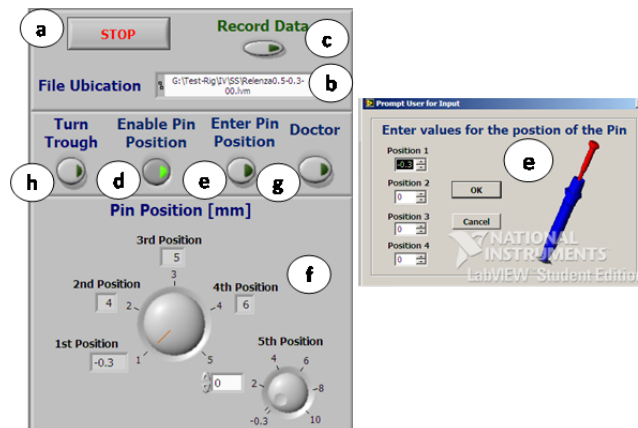 a
STOP
Record Data
c
File Ubication
G:\Test-Rig\IV\SS\Relenza0.5-0.3-
00.lvm
b
Turn
Trough
Enable Pin
Position
Enter Pin
Position
Doctor
h
d
e
g
Pin Position [mm]
3rd Position
5
f
2nd Position
4
4th Position
6
1st Position
-0.3
1
2
3
4
5
5th Position
0
-0.3
2
4
6
8
10
Prompt User for Input
Enter values for the postion of the Pin
e
Position 1
-0.3
OK
Position 2
0
Position 3
0
Cancel
Position 4
0
NATIONAL
INSTRUMENTS
LabVIEW Student Edition